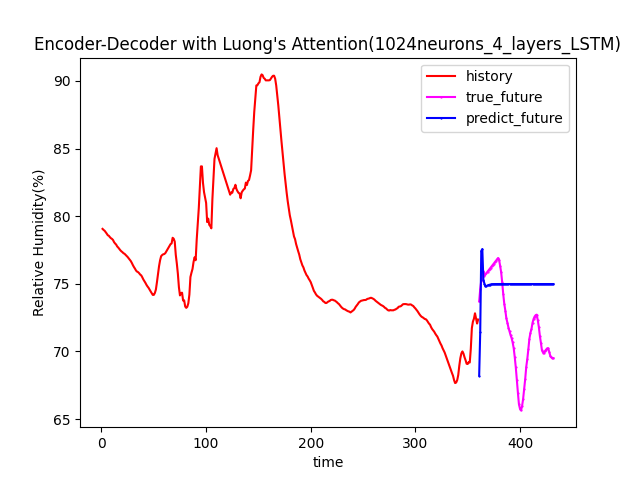 Encoder-Decoder with Luong's Attention(1024neurons_4_layers_LSTM)
history
true_future
predict_future
Relative Humidity(%)
90
85
80
75
70
65
0 100 200 300 400
time